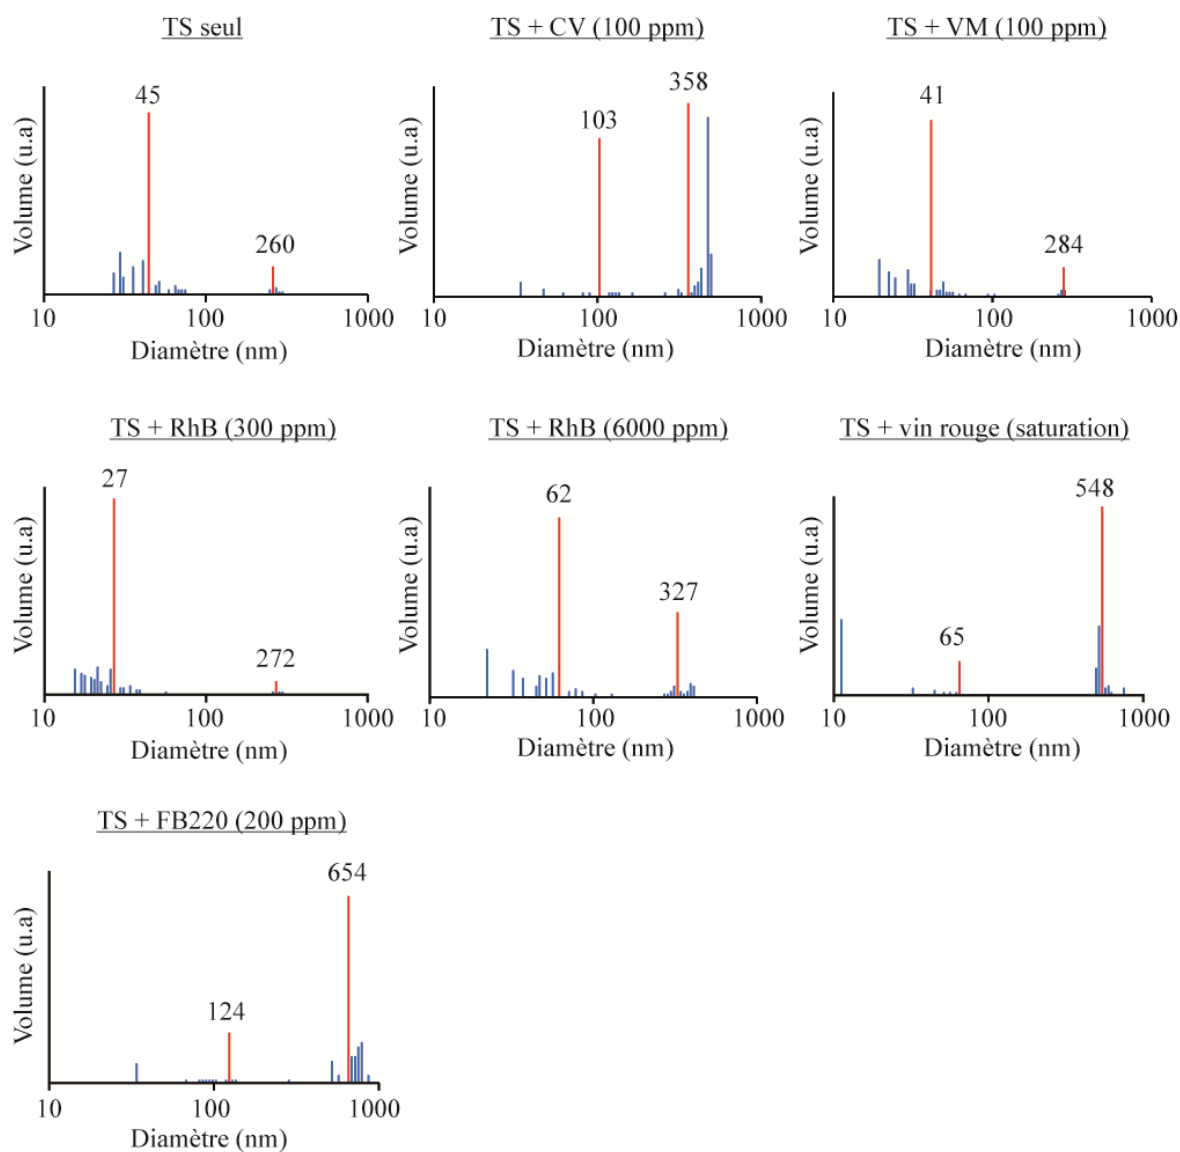 TS seul
45
260
Volume (u.a)
10
100
1000
Diamètre (nm)
TS + CV (100 ppm)
103
358
Volume (u.a)
10
100
1000
Diamètre (nm)
TS + VM (100 ppm)
41
284
Volume (u.a)
10
100
1000
Diamètre (nm)
TS + RhB (300 ppm)
27
272
Volume (u.a)
10
100
1000
Diamètre (nm)
TS + RhB (6000 ppm)
62
327
Volume (u.a)
10
100
1000
Diamètre (nm)
TS + vin rouge (saturation)
548
65
Volume (u.a)
10
100
1000
Diamètre (nm)
TS + FB220 (200 ppm)
654
124
Volume (u.a)
10
100
1000
Diamètre (nm)